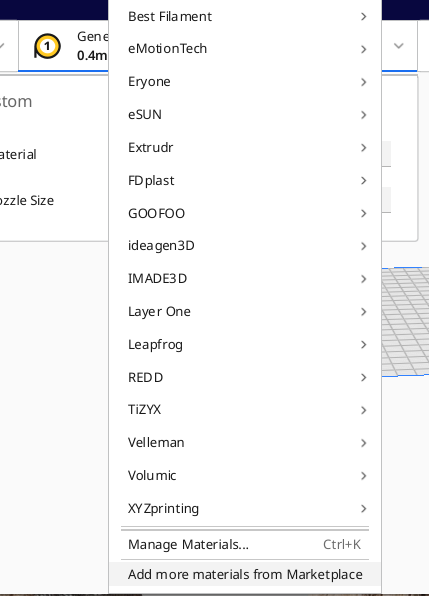 Best Filament
1
Gene
eMotionTech
0.4m
Eryone
stom
eSUN
Extrudr
aterial
FDplast
ozzle Size
GOOFOO
ideagen3D
IMADE3D
Layer One
Leapfrog
REDD
TiZYX
Velleman
Volumic
XYZprinting
Manage Materials... Ctrl+K
Add more materials from Marketplace